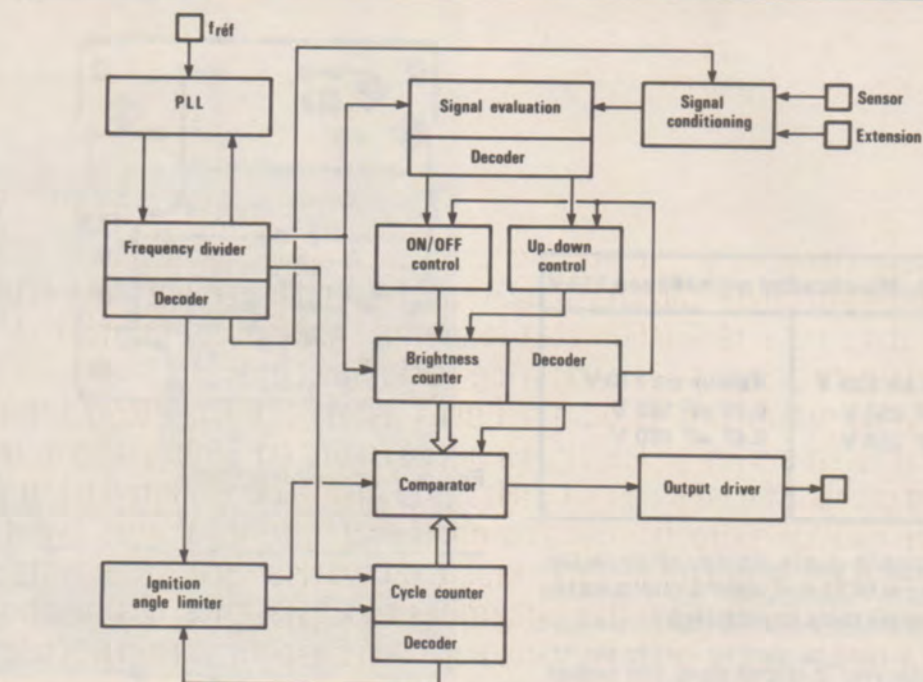 fréf
PLL
Signal evaluation
Decoder
Signal
conditioning
Sensor
Extension
Frequency divider
Decoder
ON/OFF
control
Up-down
control
Brightness
counter
Decoder
Comparator
Output driver
Ignition
angle limiter
Cycle counter
Decoder